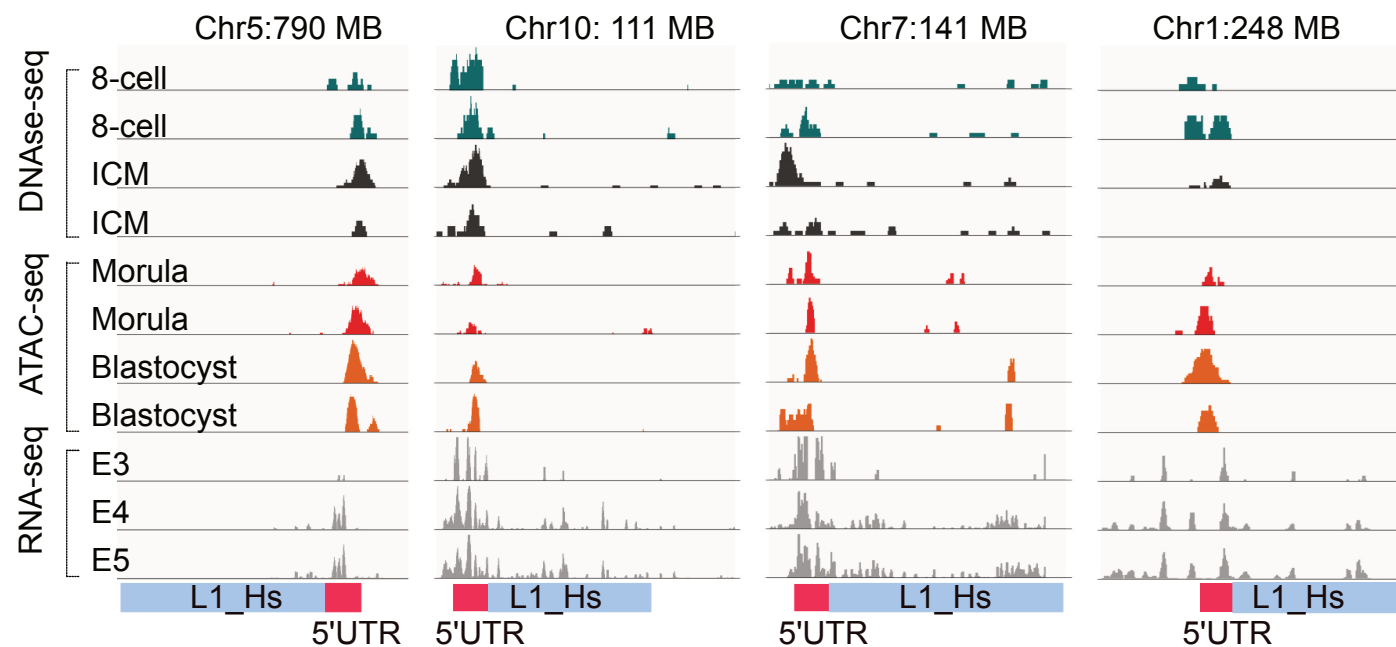 Chr5:790 MB Chr10: 111 MB Chr7:141 MB Chr1:248 MB
DNAse-seq
8-cell
8-cell
ICM
ICM
ATAC-seq
Morula
Morula
Blastocyst
Blastocyst
RNA-seq
E3
E4
E5
L1_Hs L1_Hs L1_Hs L1_Hs
5'UTR 5'UTR 5'UTR 5'UTR